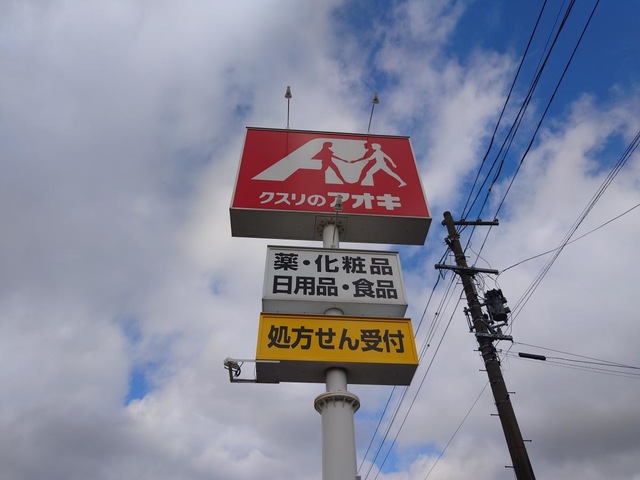 クスリのアオキ
薬・化粧品
日用品・食品
処方せん受付